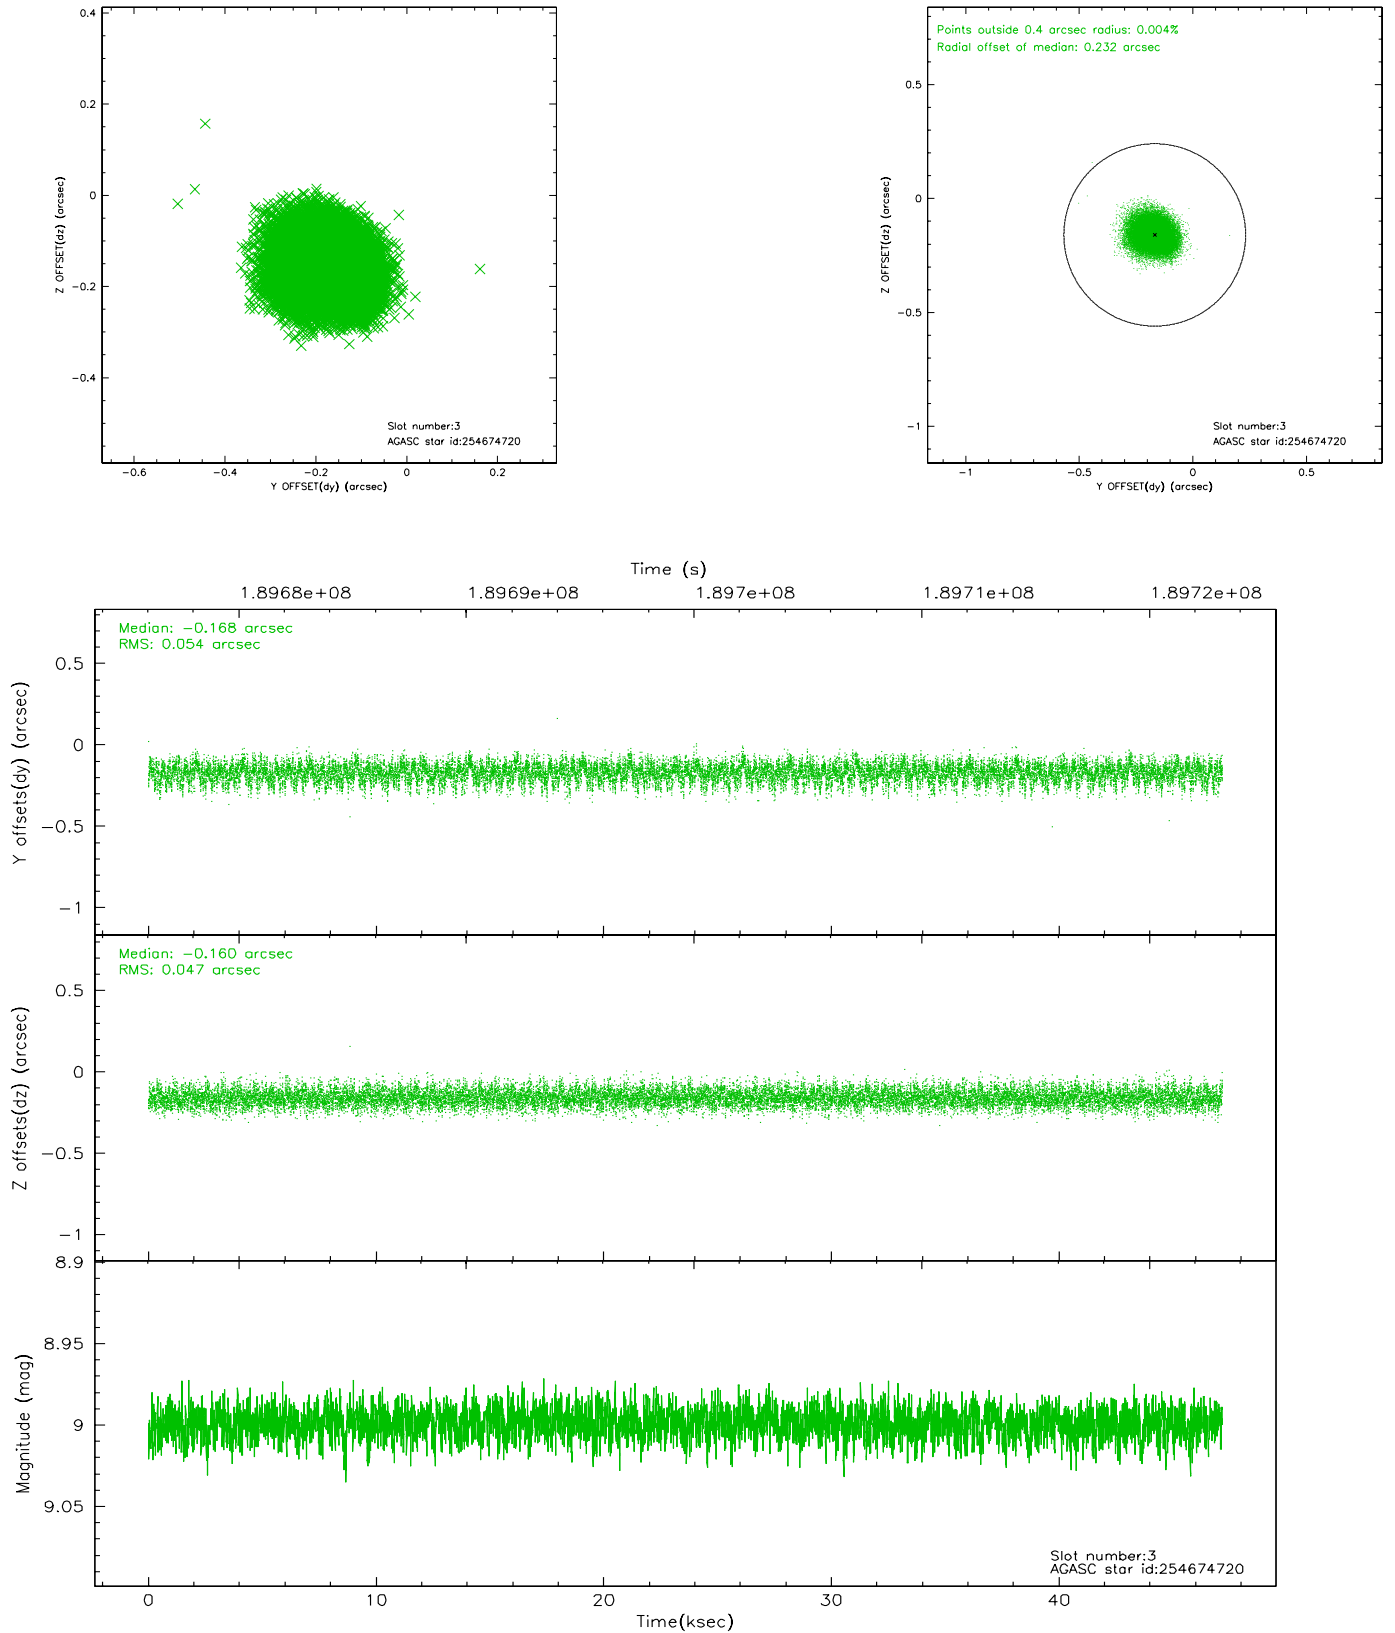 0.4
0.2
0
−0.2
−0.4
Z OFFSET(dz) (arcsec)
Slot number:3
AGASC star id:254674720
−0.6
−0.4
−0.2
0
0.2
Y OFFSET(dy) (arcsec)
Points outside 0.4 arcsec radius: 0.004%
Radial offset of median: 0.232 arcsec
0.5
0
−0.5
−1
Z OFFSET(dz) (arcsec)
Slot number:3
AGASC star id:254674720
−1
−0.5
0
0.5
Y OFFSET(dy) (arcsec)
Time (s)
1.8968e+08
1.8969e+08
1.897e+08
1.8971e+08
1.8972e+08
Median: −0.168 arcsec
RMS: 0.054 arcsec
0.5
0
−0.5
−1
Y offsets(dy) (arcsec)
Median: −0.160 arcsec
RMS: 0.047 arcsec
0.5
0
−0.5
−1
Z offsets(dz) (arcsec)
8.9
8.95
9
9.05
Magnitude (mag)
Slot number:3
AGASC star id:254674720
0
10
20
30
40
Time(ksec)